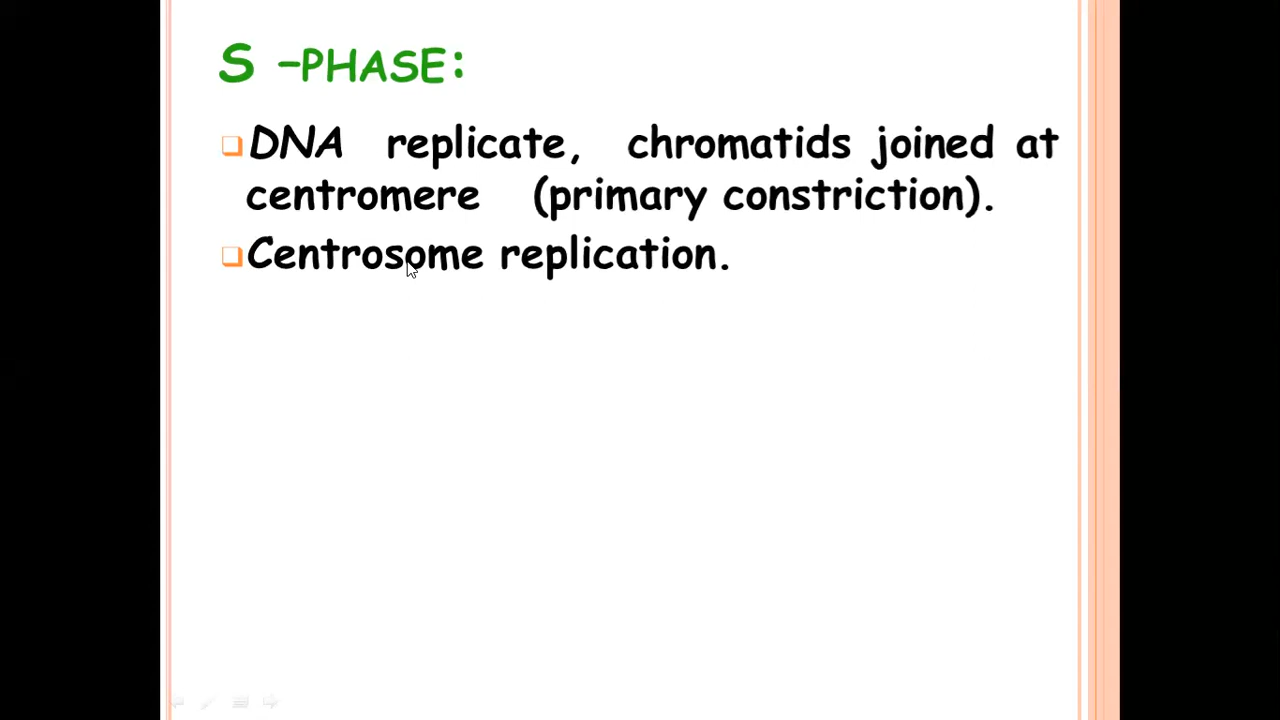 S –PHASE:
❑DNA replicate, chromatids joined at
centromere (primary constriction).
❑Centrosome replication.